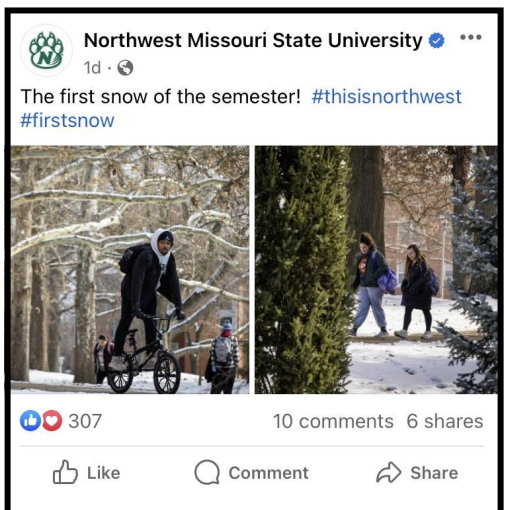 Northwest Missouri State University
1d ·
The first snow of the semester! #thisisnorthwest
#firstsnow
307 10 comments 6 shares
Like Comment Share